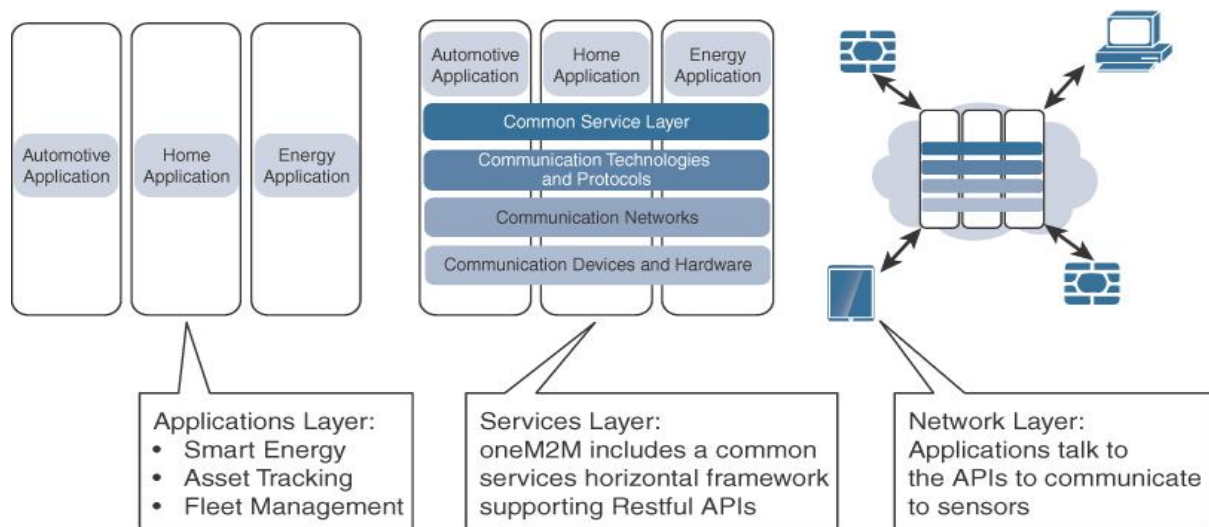 Automotive
Application
Home
Application
Energy
Application
Automotive
Application
Home
Application
Energy
Application
Common Service Layer
Communication Technologies
and Protocols
Communication Networks
Communication Devices and Hardware
Applications Layer:
• Smart Energy
• Asset Tracking
• Fleet Management
Services Layer:
oneM2M includes a common
services horizontal framework
supporting Restful APIs
Network Layer:
Applications talk to
the APIs to communicate
to sensors